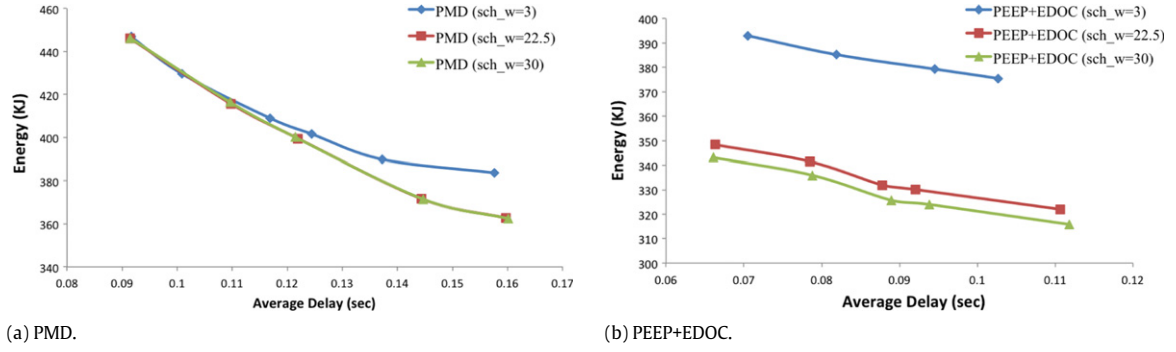 460
440
420
400
380
360
340
Energy (KJ)
PMD (sch_w=3)
PMD (sch_w=22.5)
PMD (sch_w=30)
0.08 0.09 0.1 0.11 0.12 0.13 0.14 0.15 0.16 0.17
Average Delay (sec)
(a) PMD.
400
390
380
370
360
350
340
330
320
310
300
Energy (KJ)
PEEP+EDOC (sch_w=3)
PEEP+EDOC (sch_w=22.5)
PEEP+EDOC (sch_w=30)
0.06 0.07 0.08 0.09 0.1 0.11 0.12
Average Delay (sec)
(b) PEEP+EDOC.